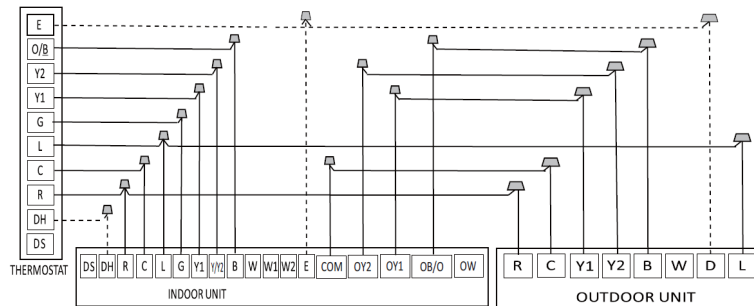 E
O/B
Y2
Y1
G
L
C
R
DH
DS
THERMOSTAT
DS DH R C L G Y1 Y/Y2 B W W1 W2 E COM OY2 OY1 OB/O OW
INDOOR UNIT
R C Y1 Y2 B W D L
OUTDOOR UNIT